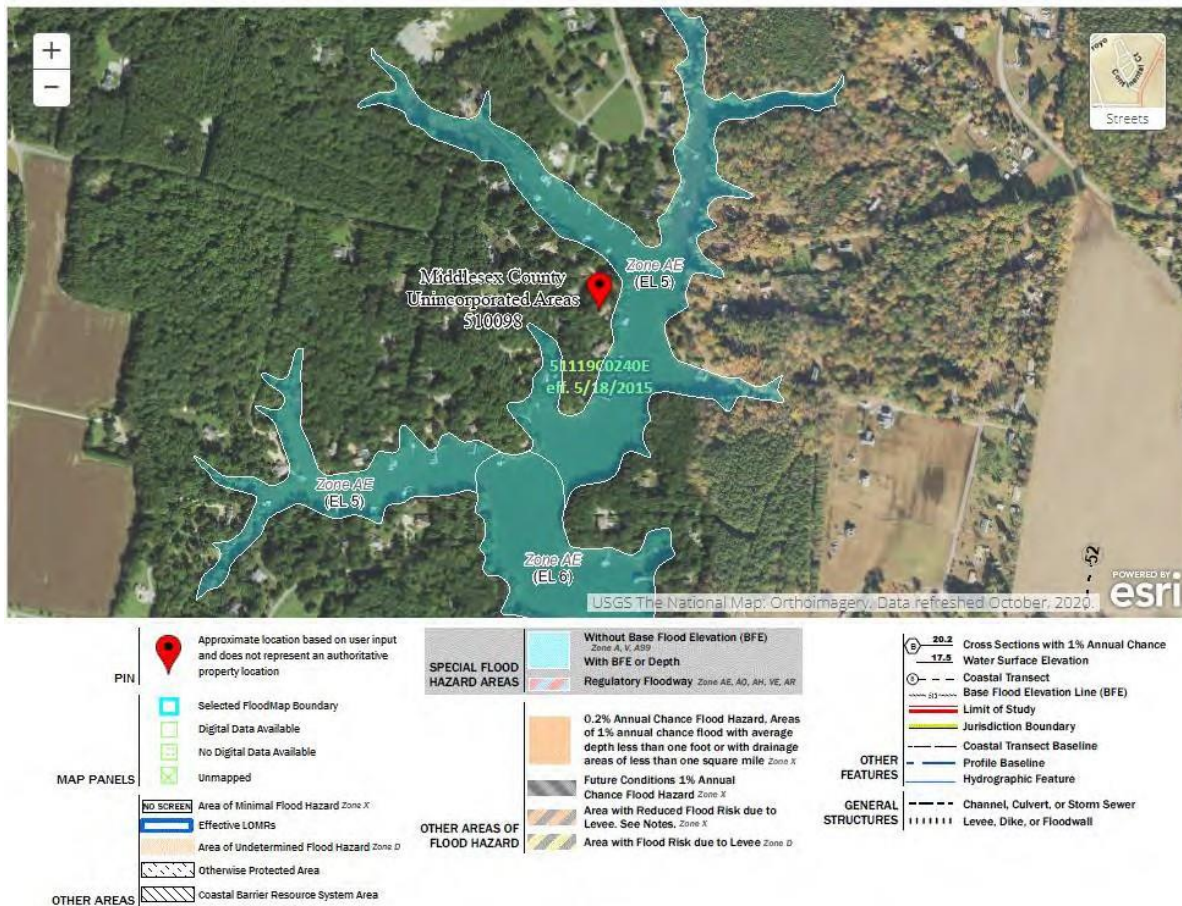 +
−
royo
Continental Ct
Streets
Middlesex County
Unincorporated Areas
510098
Zone AE
(EL 5)
51119C0240E
eff. 5/18/2015
Zone AE
(EL 5)
Zone AE
(EL 6)
52
POWERED BY
esri
USGS The National Map: Orthoimagery. Data refreshed October, 2020.
PIN
Approximate location based on user input
and does not represent an authoritative
property location
MAP PANELS
Selected FloodMap Boundary
Digital Data Available
No Digital Data Available
Unmapped
OTHER AREAS
NO SCREEN Area of Minimal Flood Hazard Zone X
Effective LOMRs
Area of Undetermined Flood Hazard Zone D
Otherwise Protected Area
Coastal Barrier Resource System Area
SPECIAL FLOOD
HAZARD AREAS
Without Base Flood Elevation (BFE)
Zone A, V, A99
With BFE or Depth
Regulatory Floodway Zone AE, AO, AH, VE, AR
OTHER AREAS OF
FLOOD HAZARD
0.2% Annual Chance Flood Hazard, Areas
of 1% annual chance flood with average
depth less than one foot or with drainage
areas of less than one square mile Zone X
Future Conditions 1% Annual
Chance Flood Hazard Zone X
Area with Reduced Flood Risk due to
Levee. See Notes. Zone X
Area with Flood Risk due to Levee Zone D
OTHER
FEATURES
B 20.2 Cross Sections with 1% Annual Chance
17.5 Water Surface Elevation
8 Coastal Transect
513 Base Flood Elevation Line (BFE)
Limit of Study
Jurisdiction Boundary
Coastal Transect Baseline
Profile Baseline
Hydrographic Feature
GENERAL
STRUCTURES
Channel, Culvert, or Storm Sewer
Levee, Dike, or Floodwall